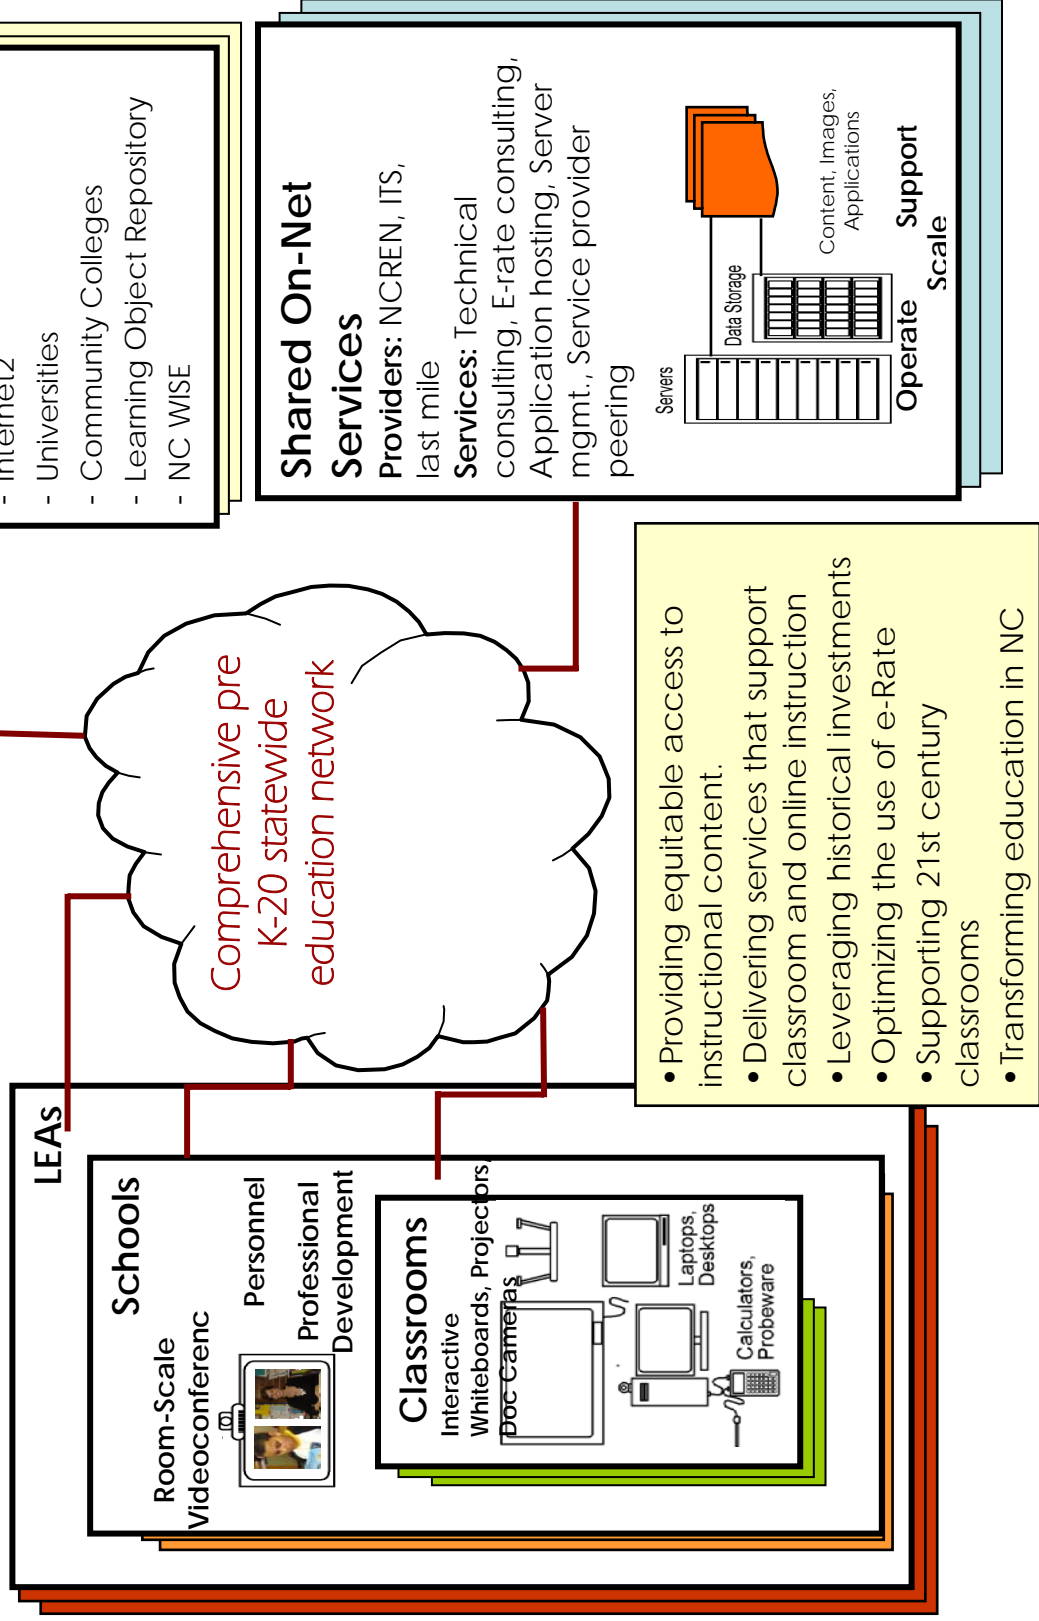 - Internet2
- Universities
- Community Colleges
- Learning Object Repository
- NC WISE
LEAs
Schools
Room-Scale
Videoconferenc
Personnel
Professional
Development
Classrooms
Interactive
Whiteboards, Projectors,
Doc Cameras
Laptops,
Desktops
Calculators,
Probeware
Comprehensive pre
K-20 statewide
education network
Shared On-Net
Services
Providers: NCREN, ITS,
last mile
Services: Technical
consulting, E-rate consulting,
Application hosting, Server
mgmt., Service provider
peering
Servers
Data Storage
Content, Images,
Applications
Operate Support
Scale
• Providing equitable access to
instructional content.
• Delivering services that support
classroom and online instruction
• Leveraging historical investments
• Optimizing the use of e-Rate
• Supporting 21st century
classrooms
• Transforming education in NC